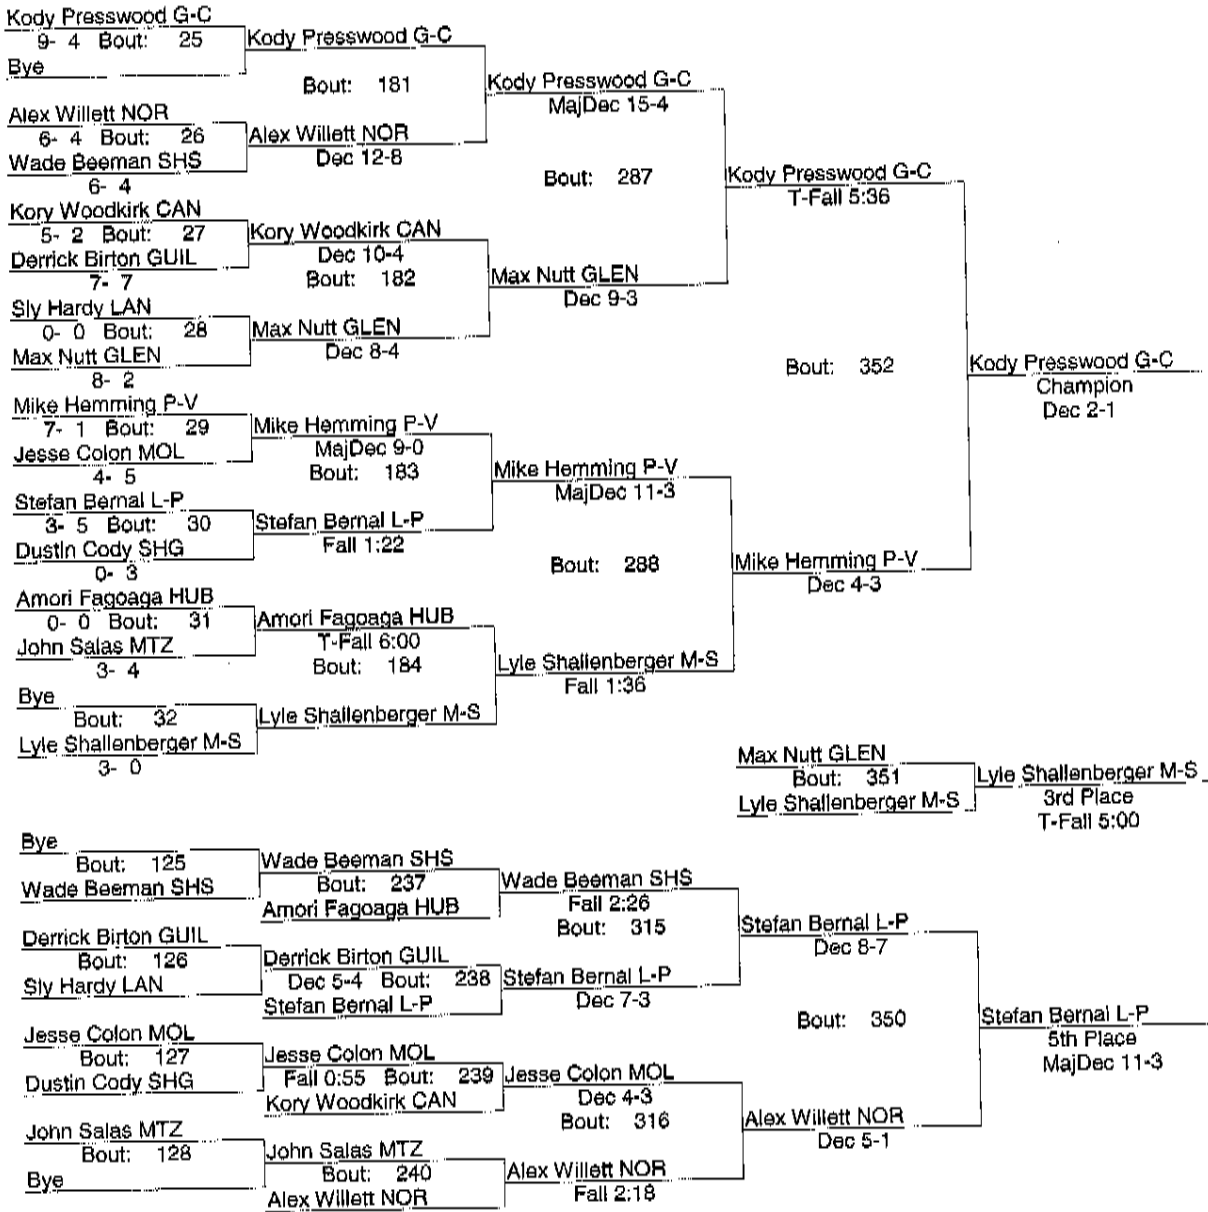 Kody Presswood G-C
9- 4 Bout: 25
Bye
Kody Presswood G-C
Bout: 181
Alex Willett NOR
6- 4 Bout: 26
Wade Beeman SHS
6- 4
Alex Willett NOR
Dec 12-8
Kody Presswood G-C
MajDec 15-4
Bout: 287
Kory Woodkirk CAN
5- 2 Bout: 27
Derrick Birton GUIL
7- 7
Kory Woodkirk CAN
Dec 10-4
Bout: 182
Sly Hardy LAN
0- 0 Bout: 28
Max Nutt GLEN
8- 2
Max Nutt GLEN
Dec 8-4
Max Nutt GLEN
Dec 9-3
Kody Presswood G-C
T-Fall 5:36
Bout: 352
Kody Presswood G-C
Champion
Dec 2-1
Mike Hemming P-V
7- 1 Bout: 29
Jesse Colon MOL
4- 5
Mike Hemming P-V
MajDec 9-0
Bout: 183
Stefan Bernal L-P
3- 5 Bout: 30
Dustin Cody SHG
0- 3
Stefan Bernal L-P
Fall 1:22
Mike Hemming P-V
MajDec 11-3
Bout: 288
Mike Hemming P-V
Dec 4-3
Amori Fagoaga HUB
0- 0 Bout: 31
John Salas MTZ
3- 4
Amori Fagoaga HUB
T-Fall 6:00
Bout: 184
Bye
Bout: 32
Lyle Shallenberger M-S
3- 0
Lyle Shallenberger M-S
Lyle Shallenberger M-S
Fall 1:36
Max Nutt GLEN
Bout: 351
Lyle Shallenberger M-S
Lyle Shallenberger M-S
3rd Place
T-Fall 5:00
Bye
Bout: 125
Wade Beeman SHS
Wade Beeman SHS
Bout: 237
Amori Fagoaga HUB
Wade Beeman SHS
Fall 2:26
Bout: 315
Derrick Birton GUIL
Bout: 126
Sly Hardy LAN
Derrick Birton GUIL
Dec 5-4 Bout: 238
Stefan Bernal L-P
Stefan Bernal L-P
Dec 7-3
Stefan Bernal L-P
Dec 8-7
Bout: 350
Stefan Bernal L-P
5th Place
MajDec 11-3
Jesse Colon MOL
Bout: 127
Dustin Cody SHG
Jesse Colon MOL
Fall 0:55 Bout: 239
Kory Woodkirk CAN
Jesse Colon MOL
Dec 4-3
Bout: 316
John Salas MTZ
Bout: 128
Bye
John Salas MTZ
Bout: 240
Alex Willett NOR
Alex Willett NOR
Fall 2:18
Alex Willett NOR
Dec 5-1